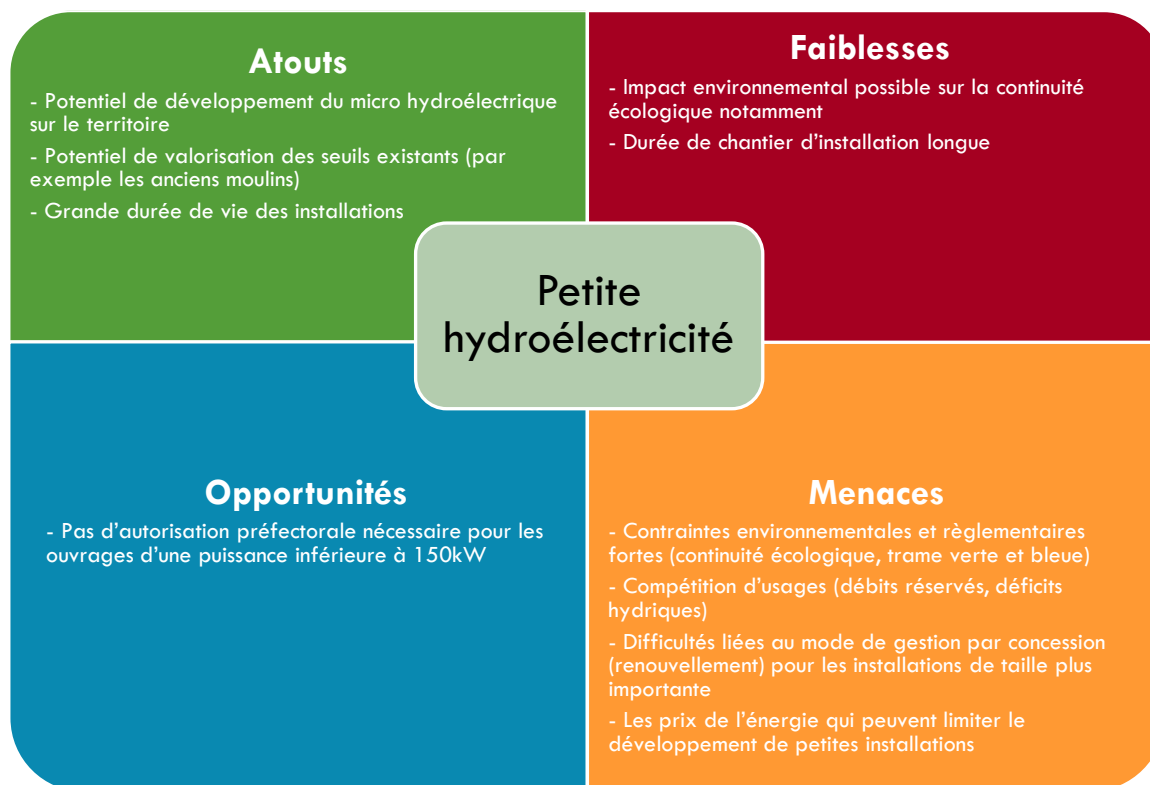 Atouts
- Potentiel de développement du micro hydroélectrique
sur le territoire
- Potentiel de valorisation des seuils existants (par
exemple les anciens moulins)
- Grande durée de vie des installations
Faiblesses
- Impact environnemental possible sur la continuité
écologique notamment
- Durée de chantier d'installation longue
Petite
hydroélectricité
Opportunités
- Pas d'autorisation préfectorale nécessaire pour les
ouvrages d'une puissance inférieure à 150kW
Menaces
- Contraintes environnementales et règlementaires
fortes (continuité écologique, trame verte et bleue)
- Compétition d'usages (débits réservés, déficits
hydriques)
- Difficultés liées au mode de gestion par concession
(renouvellement) pour les installations de taille plus
importante
- Les prix de l'énergie qui peuvent limiter le
développement de petites installations